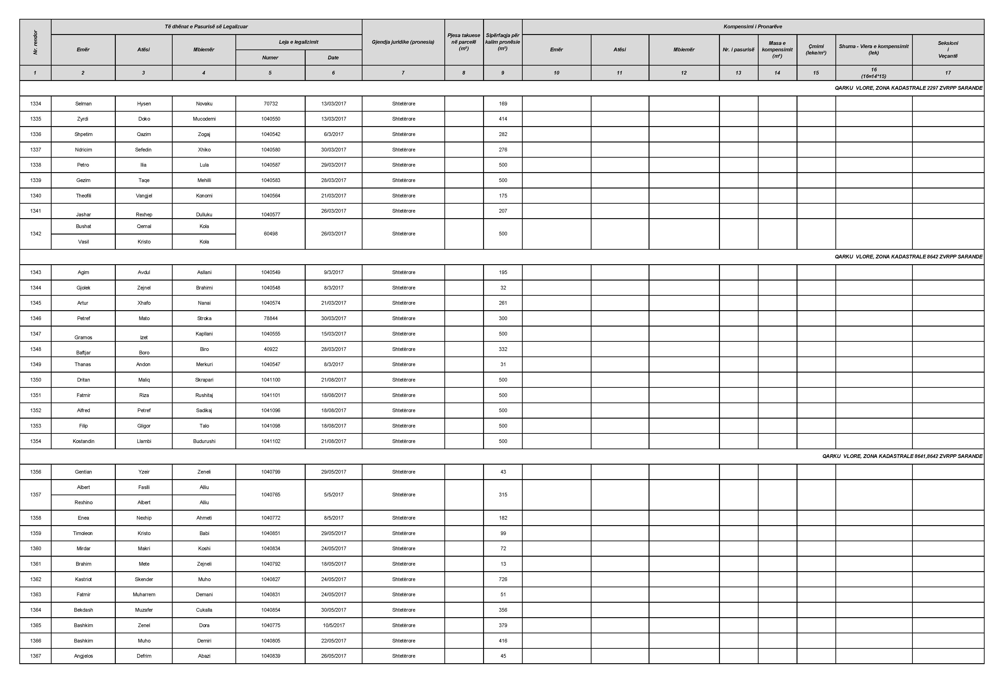 Nr. rendor
Të dhënat e Pasurisë së Legalizuar
Gjendja juridike (pronesia)
Pjesa takuese
në parcelë
(m²)
Sipërfaqja për
kalim pronësie
(m²)
Kompensimi i Pronarëve
Emër Atësi Mbiemër Leja e legalizimit
Numer Date
Emër Atësi Mbiemër Nr. i pasurisë
Masa e
kompensimit
(m²)
Çmimi
(leke/m²)
Shuma - Vlera e kompensimit
(lek)
Seksioni
i
Veçantë
1 2 3 4 5 6 7 8 9 10 11 12 13 14 15 16 17
(16=14*15)
QARKU VLORE, ZONA KADASTRALE 2297 ZVRPP SARANDE
1334 Selman Hysen Novaku 70732 13/03/2017 Shtetërore 169
1335 Zyrdi Doko Mucodemi 1040550 13/03/2017 Shtetërore 414
1336 Shpetim Qazim Zogaj 1040542 6/3/2017 Shtetërore 282
1337 Ndricim Sefedin Xhiko 1040580 30/03/2017 Shtetërore 276
1338 Petro Ilia Lula 1040587 29/03/2017 Shtetërore 500
1339 Gezim Taqe Mehilli 1040583 28/03/2017 Shtetërore 500
1340 Theofili Vangjel Konomi 1040564 21/03/2017 Shtetërore 175
1341 Jashar Rexhep Dulluku 1040577 26/03/2017 Shtetërore 207
1342 Bushat Qemal Kola 60498 26/03/2017 Shtetërore 500
Vasil Kristo Kola
QARKU VLORE, ZONA KADASTRALE 8642 ZVRPP SARANDE
1343 Agim Avdul Asllani 1040549 9/3/2017 Shtetërore 195
1344 Gjolek Zejnel Brahimi 1040548 8/3/2017 Shtetërore 32
1345 Artur Xhafo Nanai 1040574 21/03/2017 Shtetërore 261
1346 Petref Mato Stroka 78844 30/03/2017 Shtetërore 300
1347 Gramos Izet Kapllani 1040555 15/03/2017 Shtetërore 500
1348 Baftjar Boro Biro 40922 28/03/2017 Shtetërore 332
1349 Thanas Andon Merkuri 1040547 8/3/2017 Shtetërore 31
1350 Dritan Maliq Skrapari 1041100 21/08/2017 Shtetërore 500
1351 Fatmir Riza Rushitaj 1041101 18/08/2017 Shtetërore 500
1352 Alfred Petref Sadikaj 1041096 18/08/2017 Shtetërore 500
1353 Filip Gligor Talo 1041098 18/08/2017 Shtetërore 500
1354 Kostandin Llambi Budurushi 1041102 21/08/2017 Shtetërore 500
QARKU VLORE, ZONA KADASTRALE 8641,8642 ZVRPP SARANDE
1356 Gentian Yzeir Zeneli 1040799 29/05/2017 Shtetërore 43
1357 Albert Faslli Alliu 1040765 5/5/2017 Shtetërore 315
Rexhino Albert Alliu
1358 Enea Nexhip Ahmeti 1040772 8/5/2017 Shtetërore 182
1359 Timoleon Kristo Babi 1040851 29/05/2017 Shtetërore 99
1360 Mirdar Makri Koshi 1040834 24/05/2017 Shtetërore 72
1361 Brahim Mete Zejneli 1040792 18/05/2017 Shtetërore 13
1362 Kastriot Skender Muho 1040827 24/05/2017 Shtetërore 726
1363 Fatmir Muharrem Demani 1040831 24/05/2017 Shtetërore 51
1364 Bekdash Muzafer Cukalla 1040854 30/05/2017 Shtetërore 356
1365 Bashkim Zenel Dora 1040775 10/5/2017 Shtetërore 379
1366 Bashkim Muho Demiri 1040805 22/05/2017 Shtetërore 416
1367 Angjelos Defrim Abazi 1040839 26/05/2017 Shtetërore 45